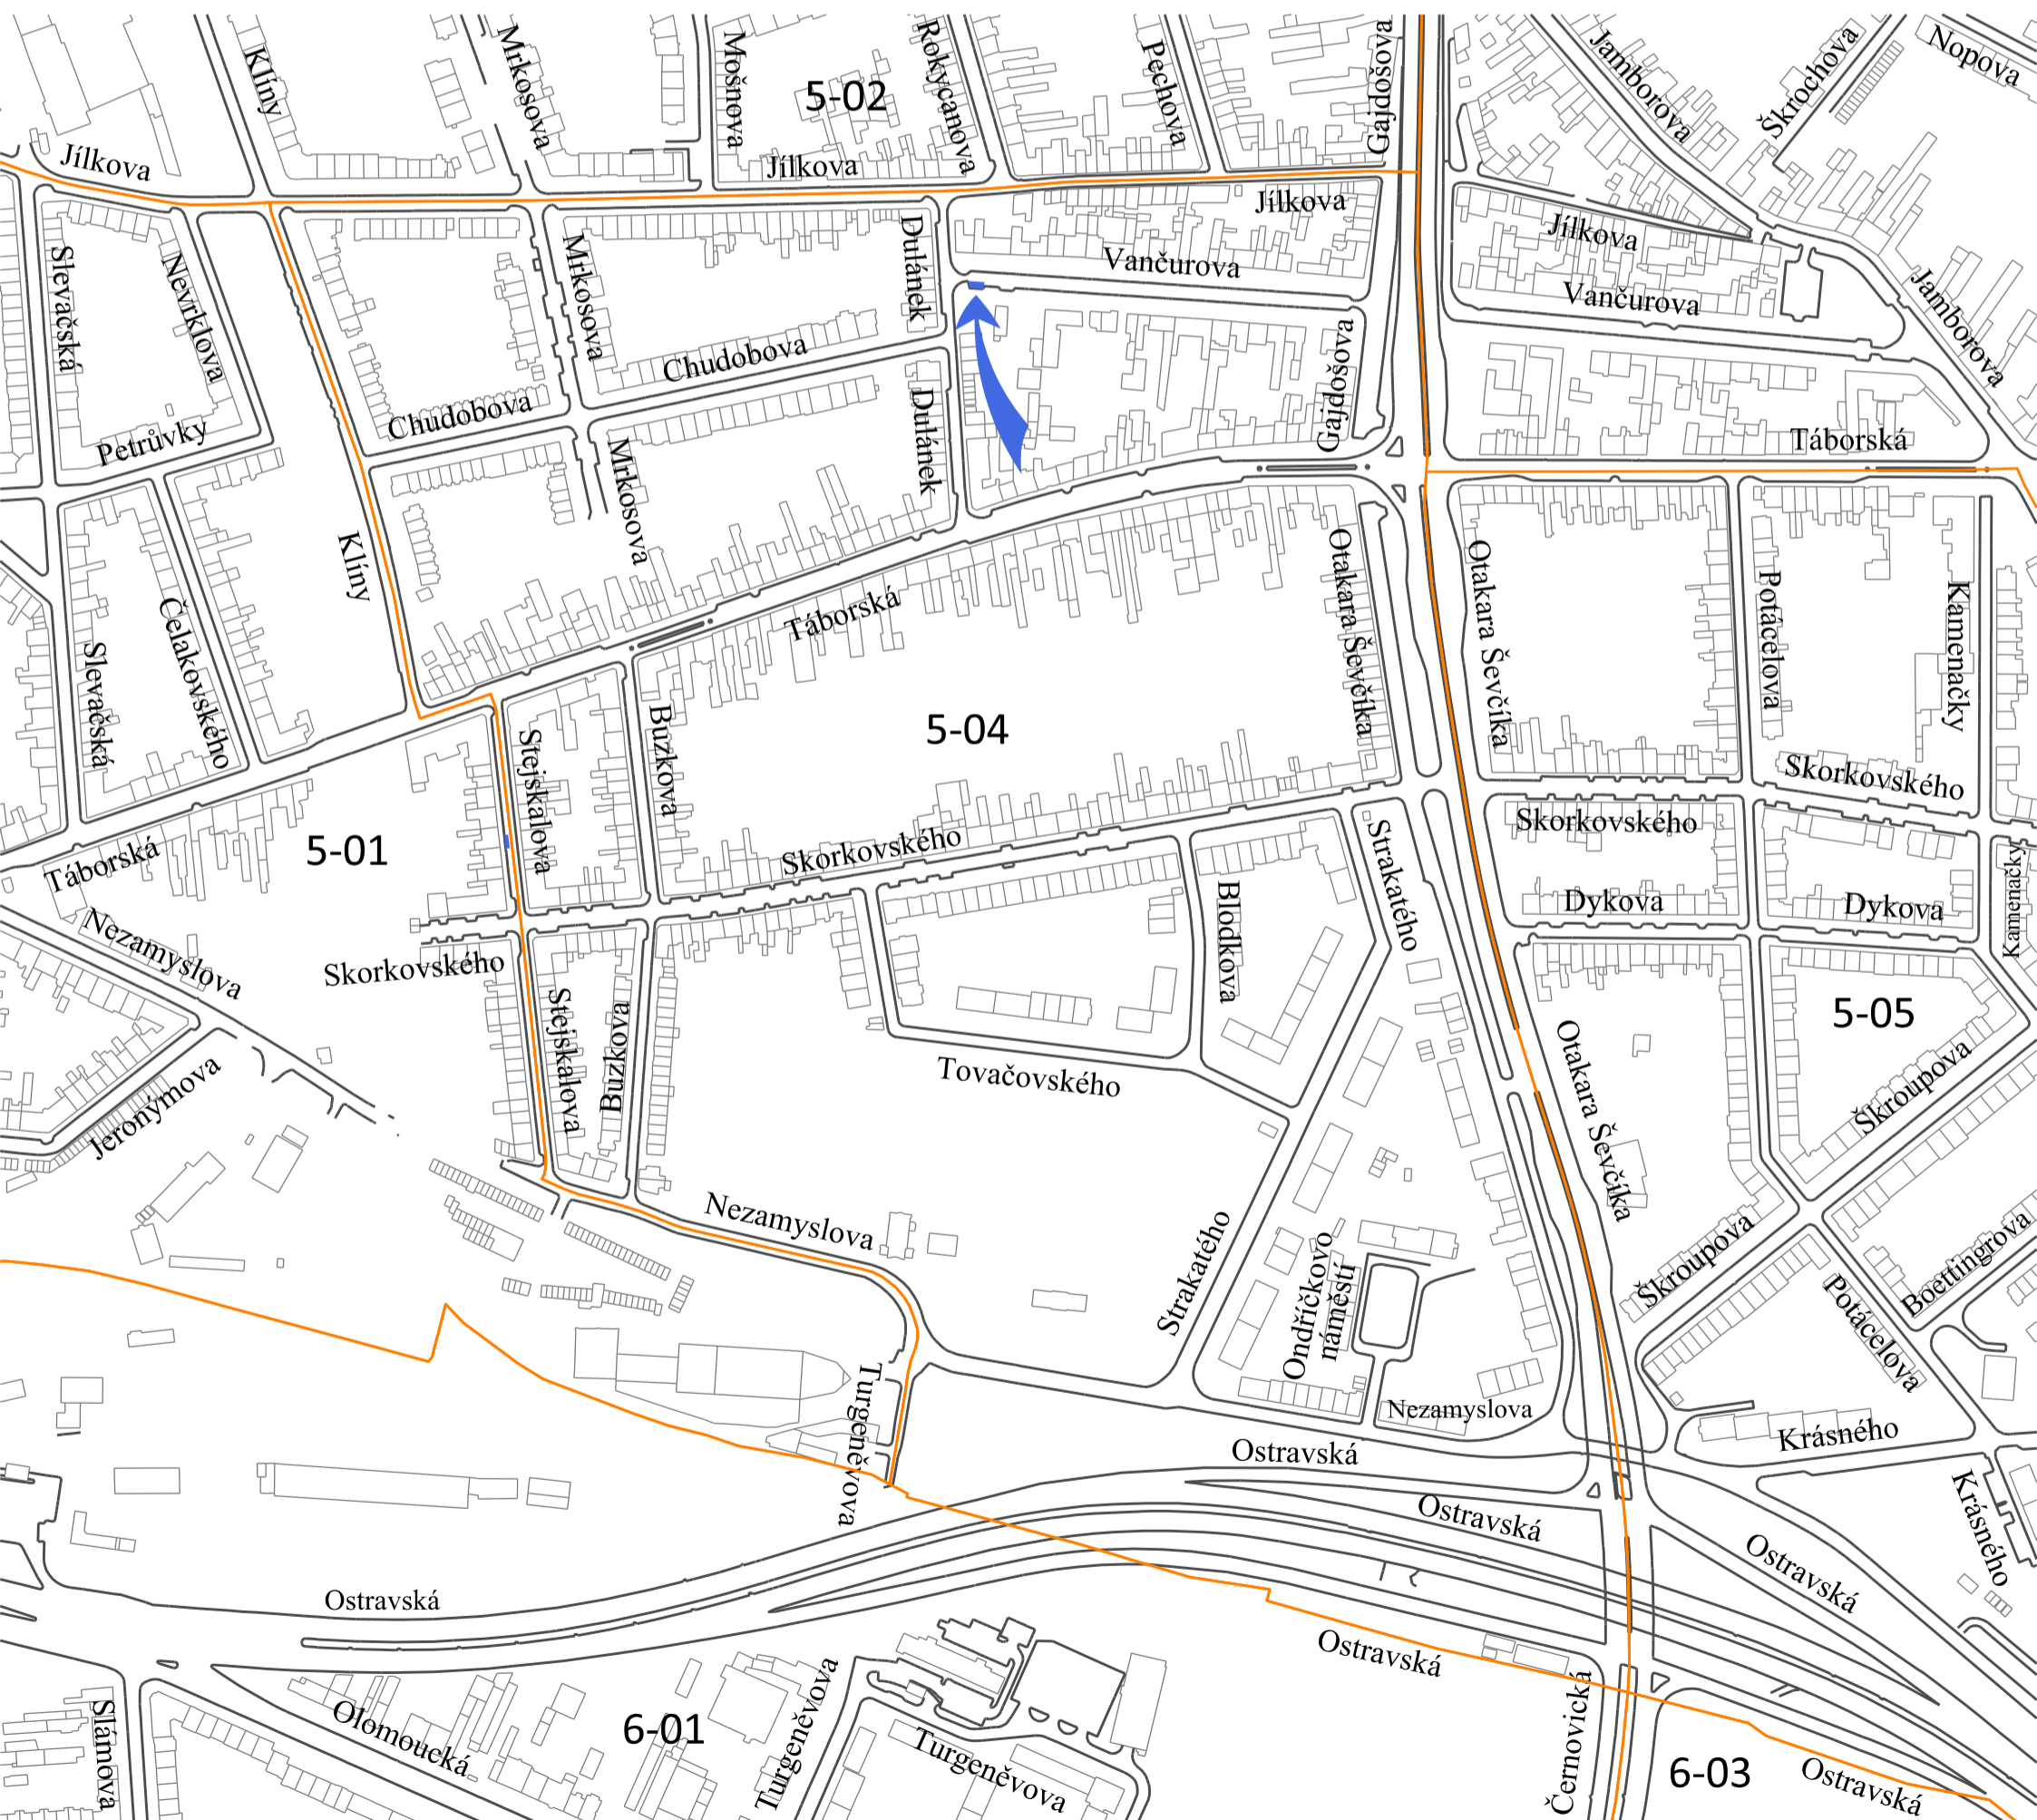 Klíny
Mrkosova
Mošnova
5-02
Rokycanova
Pechova
Gajdošova
Jamborova
Škrochova
Nopova
Jílkova
Jílkova
Jílkova
Jílkova
Slevačská
Nevrklova
Mrkosova
Dulánek
Vančurova
Vančurova
Jamborova
Chudobova
Gajdošova
Chudobova
Petrůvky
Dulánek
Táborská
Mrkosova
Klíny
Otakara Ševčíka
Otakara Ševčíka
Potácelova
Kamenačky
Čelakovského
Slevačská
Táborská
Buzkova
5-04
Stejskalova
Skorkovského
Skorkovského
Skorkovského
5-01
Táborská
Strakatého
Kamenačky
Blodkova
Dykova
Dykova
Nezamyslova
Skorkovského
Stejskalova
Buzkova
5-05
Otakara Ševčíka
Tovačovského
Jeronýmova
Škroupova
Nezamyslova
Strakatého
Ondříčkovo
náměstí
Škroupova
Boettingrova
Potácelova
Turgeněvova
Nezamyslova
Krásného
Ostravská
Krásného
Ostravská
Ostravská
Ostravská
Ostravská
Slámova
Olomoucká
6-01
Turgeněvova
Turgeněvova
Černovická
6-03
Ostravská